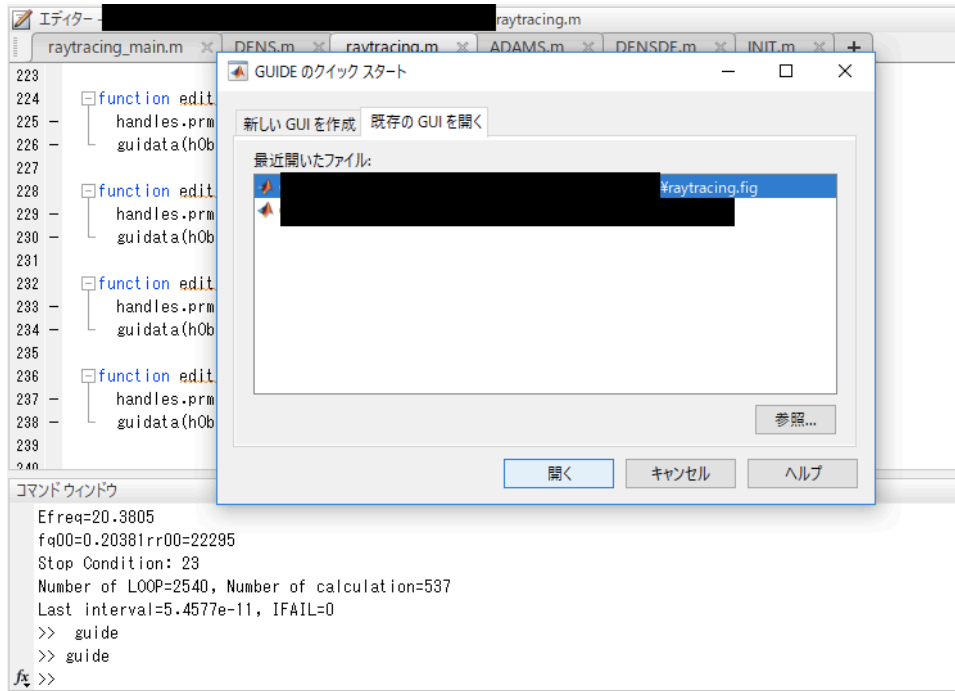 エディター -
raytracing.m
raytracing_main.m DENS.m raytracing.m ADAMS.m DENSDE.m INIT.m +
GUIDE のクイック スタート
新しい GUI を作成 既存の GUI を開く
最近開いたファイル:
¥raytracing.fig
参照...
開く キャンセル ヘルプ
223
224 function edit
225 — handles.prm
226 — guidata(hOb
227
228 function edit
229 — handles.prm
230 — guidata(hOb
231
232 function edit
233 — handles.prm
234 — guidata(hOb
235
236 function edit
237 — handles.prm
238 — guidata(hOb
239
240
コマンド ウィンドウ
Efreq=20.3805
fq00=0.20381rr00=22295
Stop Condition: 23
Number of LOOP=2540, Number of calculation=537
Last interval=5.4577e-11, IFAIL=0
>> guide
>> guide
fx >>